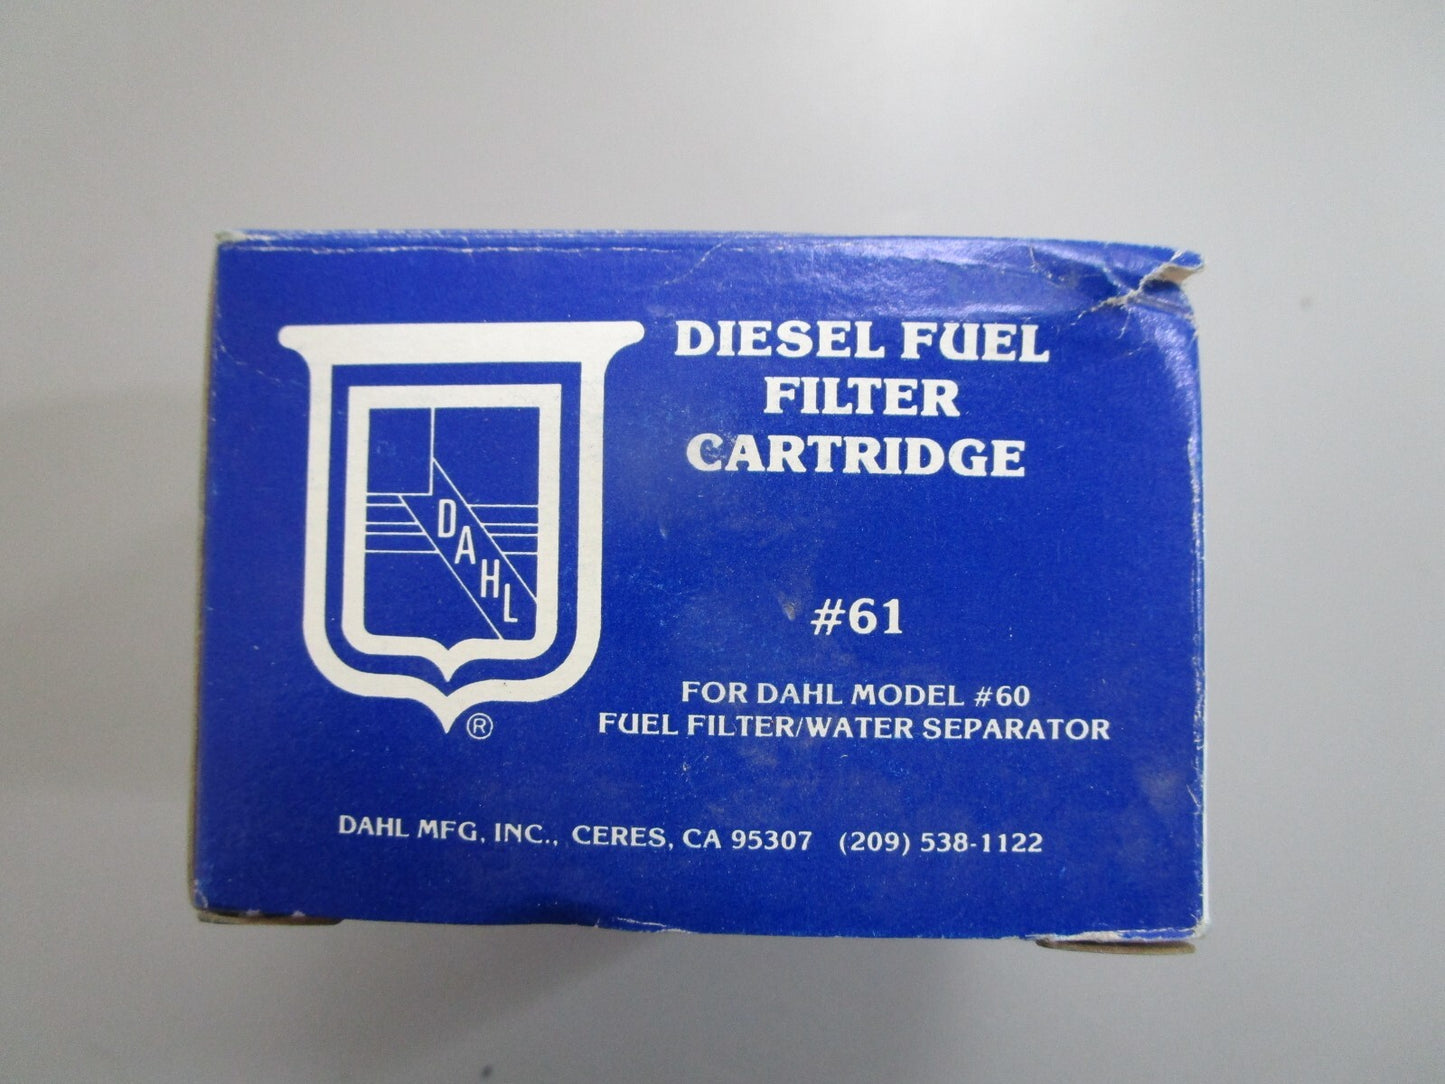 DIESEL FUEL
FILTER
CARTRIDGE
DAHL
#61
FOR DAHL MODEL #60
FUEL FILTER/WATER SEPARATOR
®
DAHL MFG, INC., CERES, CA 95307 (209) 538-1122